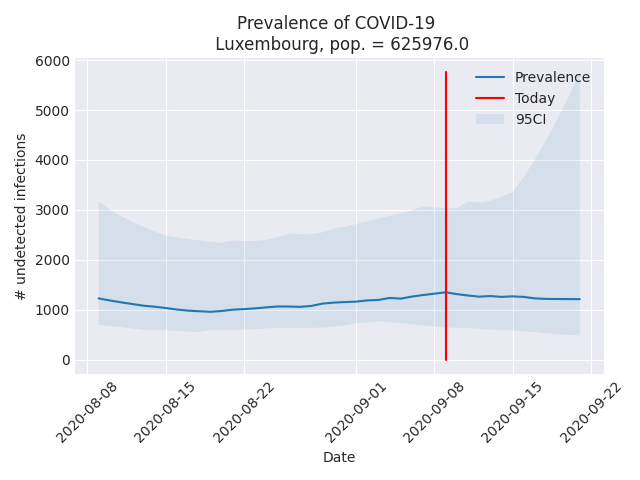 Prevalence of COVID-19
Luxembourg, pop. = 625976.0
6000
5000
4000
3000
2000
1000
0
# undetected infections
Prevalence
Today
95CI
2020-08-08
2020-08-15
2020-08-22
2020-09-01
2020-09-08
2020-09-15
2020-09-22
Date